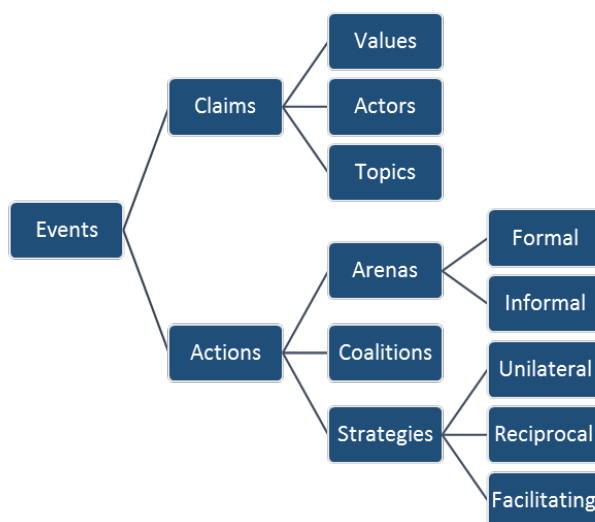 Values
Claims
Actors
Topics
Events
Formal
Arenas
Informal
Actions
Coalitions
Unilateral
Strategies
Reciprocal
Facilitating